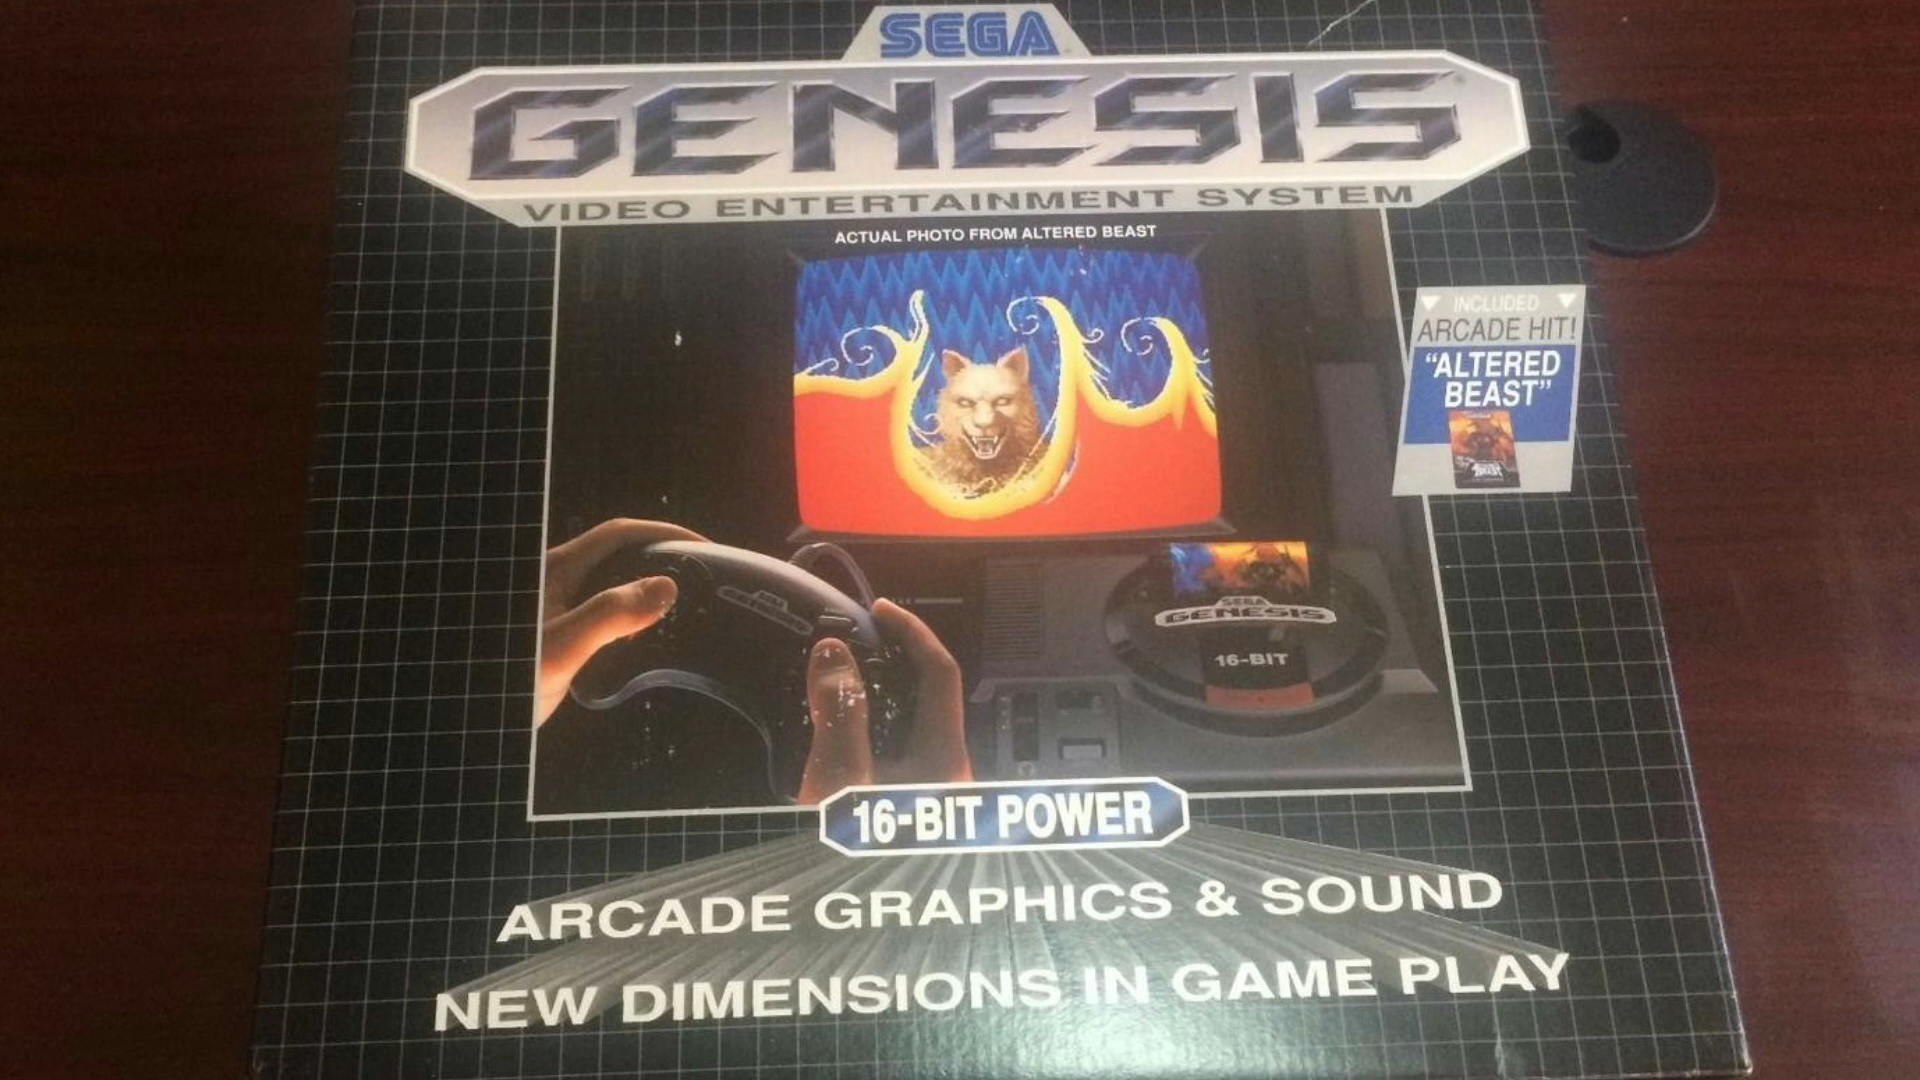 SEGA
GENESIS
VIDEO ENTERTAINMENT SYSTEM
ACTUAL PHOTO FROM ALTERED BEAST
INCLUDED
ARCADE HIT!
"ALTERED
BEAST"
SEGA
GENESIS
16-BIT
16-BIT POWER
ARCADE GRAPHICS & SOUND
NEW DIMENSIONS IN GAME PLAY